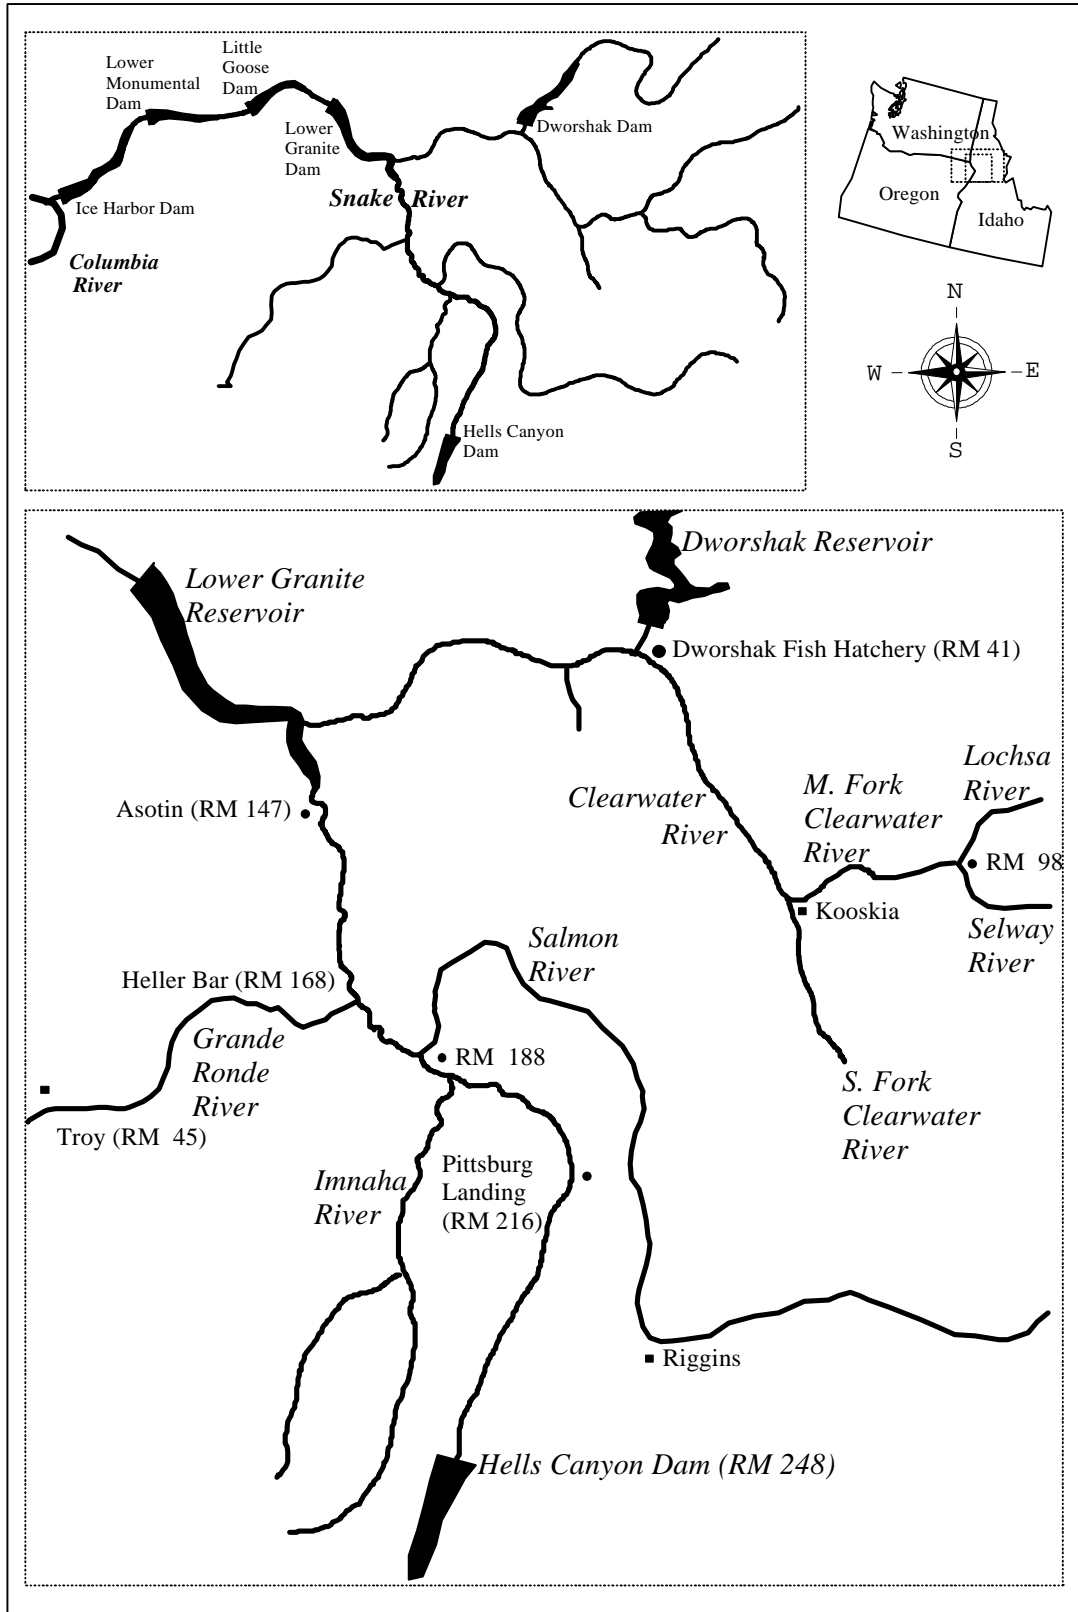 Little
Goose
Dam
Lower
Monumental
Dam
Lower
Granite
Dam
Dworshak Dam
Snake River
Ice Harbor Dam
Columbia
River
Hells Canyon
Dam
Washington
Oregon
Idaho
N
W
E
S
Dworshak Reservoir
Lower Granite
Reservoir
Dworshak Fish Hatchery (RM 41)
Lochsa
River
M. Fork
Clearwater
River
Clearwater
River
Asotin (RM 147)
RM 98
Kooskia
Selway
River
Salmon
River
Heller Bar (RM 168)
Grande
Ronde
River
RM 188
S. Fork
Clearwater
River
Troy (RM 45)
Imnaha
River
Pittsburg
Landing
(RM 216)
Riggins
Hells Canyon Dam (RM 248)